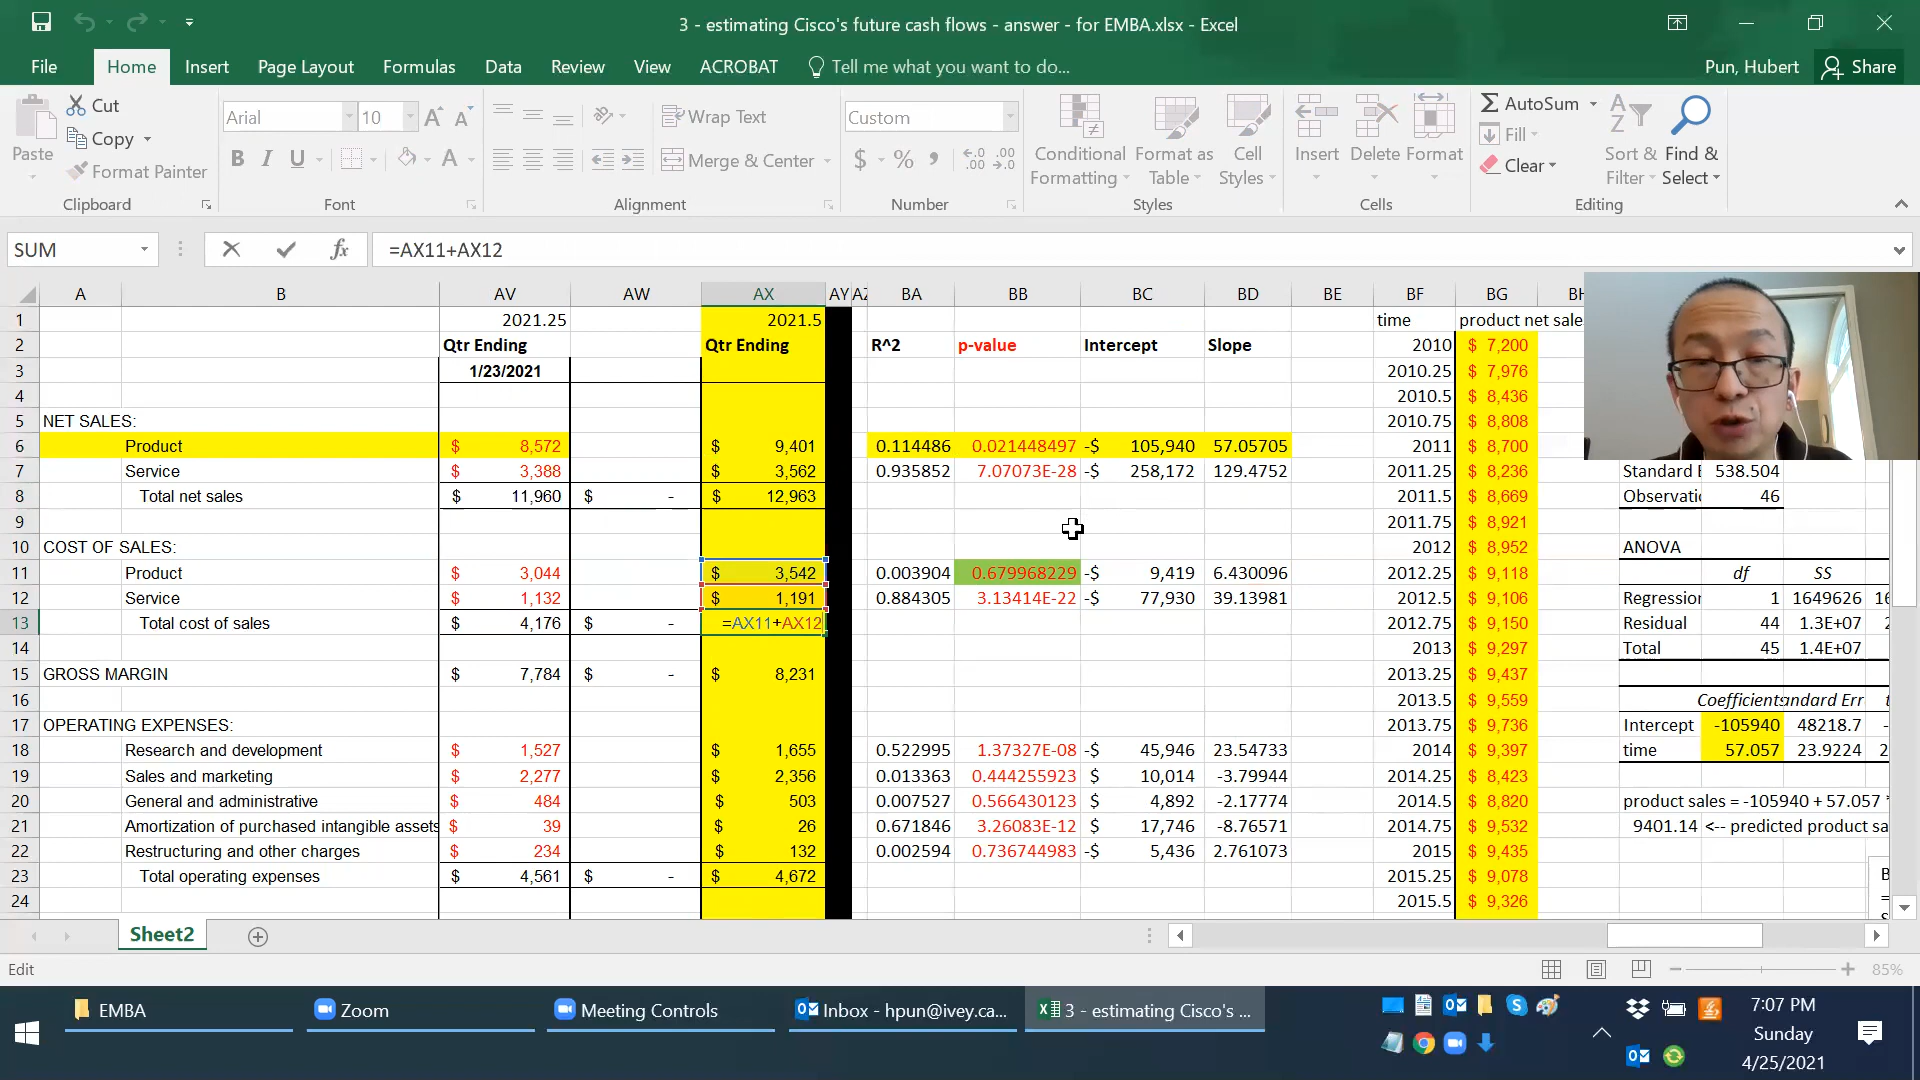 3 - estimating Cisco's future cash flows - answer - for EMBA.xlsx - Excel
File Home Insert Page Layout Formulas Data Review View ACROBAT Tell me what you want to do... Pun, Hubert Share
Paste Cut Copy Format Painter
Arial 10 B I U A
Wrap Text Merge & Center
Custom $ % ,
Conditional Formatting Format as Table Cell Styles
Insert Delete Format
AutoSum Fill Clear Sort & Filter Find & Select
Clipboard Font Alignment Number Styles Cells Editing
SUM fx =AX11+AX12
A B AV AW AX AY AZ BA BB BC BD BE BF BG BH
1 2021.25 2021.5 time product net sales
2 Qtr Ending Qtr Ending R^2 p-value Intercept Slope 2010 $ 7,200
3 1/23/2021 2010.25 $ 7,976
4 2010.5 $ 8,436
5 NET SALES: 2010.75 $ 8,808
6 Product $ 8,572 $ 9,401 0.114486 0.021448497 -$ 105,940 57.05705 2011 $ 8,700
7 Service $ 3,388 $ 3,562 0.935852 7.07073E-28 -$ 258,172 129.4752 2011.25 $ 8,236 Standard E 538.504
8 Total net sales $ 11,960 $ - $ 12,963 2011.5 $ 8,669 Observatio 46
9 2011.75 $ 8,921
10 COST OF SALES: 2012 $ 8,952 ANOVA
11 Product $ 3,044 $ 3,542 0.003904 0.679968229 -$ 9,419 6.430096 2012.25 $ 9,118 df SS
12 Service $ 1,132 $ 1,191 0.884305 3.13414E-22 -$ 77,930 39.13981 2012.5 $ 9,106 Regression 1 1649626
13 Total cost of sales $ 4,176 $ - =AX11+AX12 2012.75 $ 9,150 Residual 44 1.3E+07
14 2013 $ 9,297 Total 45 1.4E+07
15 GROSS MARGIN $ 7,784 $ - $ 8,231 2013.25 $ 9,437
16 2013.5 $ 9,559 Coefficients ndard Err
17 OPERATING EXPENSES: 2013.75 $ 9,736 Intercept -105940 48218.7
18 Research and development $ 1,527 $ 1,655 0.522995 1.37327E-08 -$ 45,946 23.54733 2014 $ 9,397 time 57.057 23.9224
19 Sales and marketing $ 2,277 $ 2,356 0.013363 0.444255923 $ 10,014 -3.79944 2014.25 $ 8,423
20 General and administrative $ 484 $ 503 0.007527 0.566430123 $ 4,892 -2.17774 2014.5 $ 8,820 product sales = -105940 + 57.057 *
21 Amortization of purchased intangible assets $ 39 $ 26 0.671846 3.26083E-12 $ 17,746 -8.76571 2014.75 $ 9,532 9401.14 <-- predicted product sa
22 Restructuring and other charges $ 234 $ 132 0.002594 0.736744983 -$ 5,436 2.761073 2015 $ 9,435
23 Total operating expenses $ 4,561 $ - $ 4,672 2015.25 $ 9,078
24 2015.5 $ 9,326
Sheet2
Edit 85%
EMBA Zoom Meeting Controls Inbox - hpun@ivey.ca... 3 - estimating Cisco's ...
7:07 PM
Sunday
4/25/2021